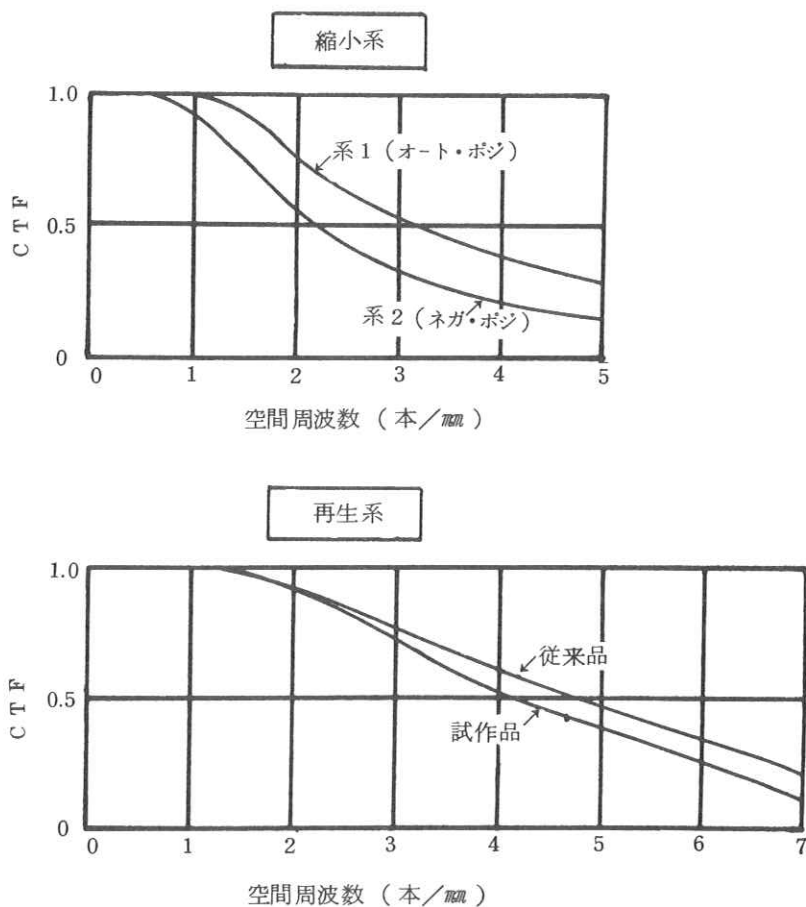 縮小系
1.0
系1(オート・ポジ)
0.5
CTF
系2(ネガ・ポジ)
0
0 1 2 3 4 5
空間周波数(本/㎜)
再生系
1.0
従来品
0.5
CTF
試作品
0
0 1 2 3 4 5 6 7
空間周波数(本/㎜)